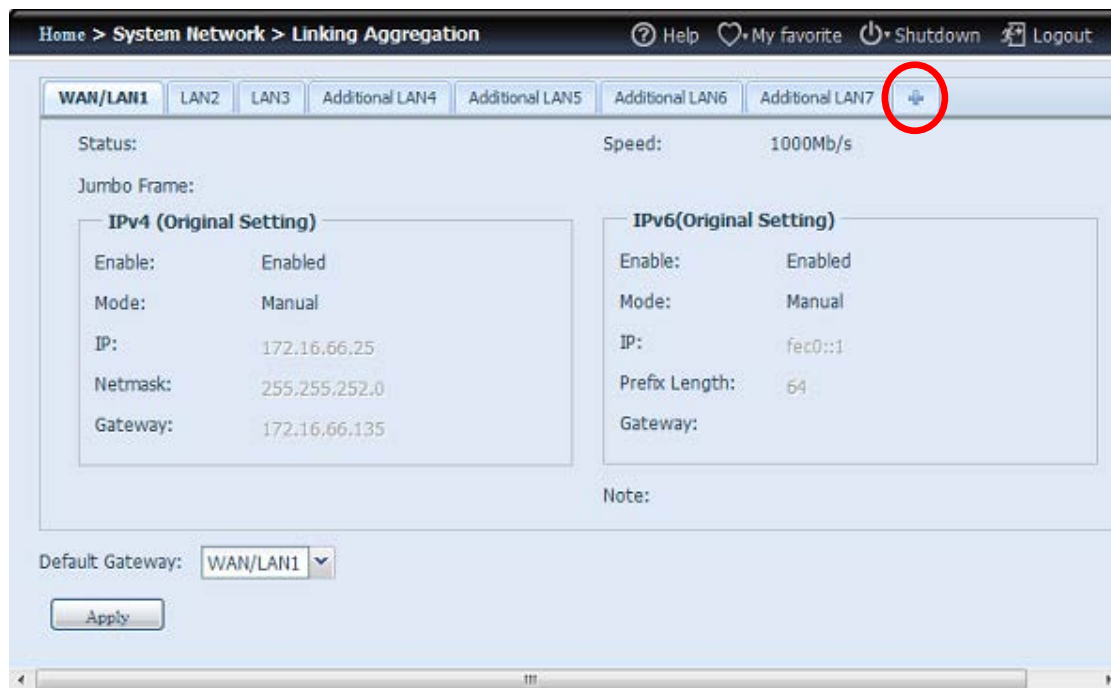 Home > System Network > Linking Aggregation Help My favorite Shutdown Logout
WAN/LAN1 LAN2 LAN3 Additional LAN4 Additional LAN5 Additional LAN6 Additional LAN7
Status: Speed: 1000Mb/s
Jumbo Frame:
IPv4 (Original Setting)
Enable: Enabled
Mode: Manual
IP: 172.16.66.25
Netmask: 255.255.252.0
Gateway: 172.16.66.135
IPv6(Original Setting)
Enable: Enabled
Mode: Manual
IP: fec0::1
Prefix Length: 64
Gateway:
Note:
Default Gateway: WAN/LAN1
Apply